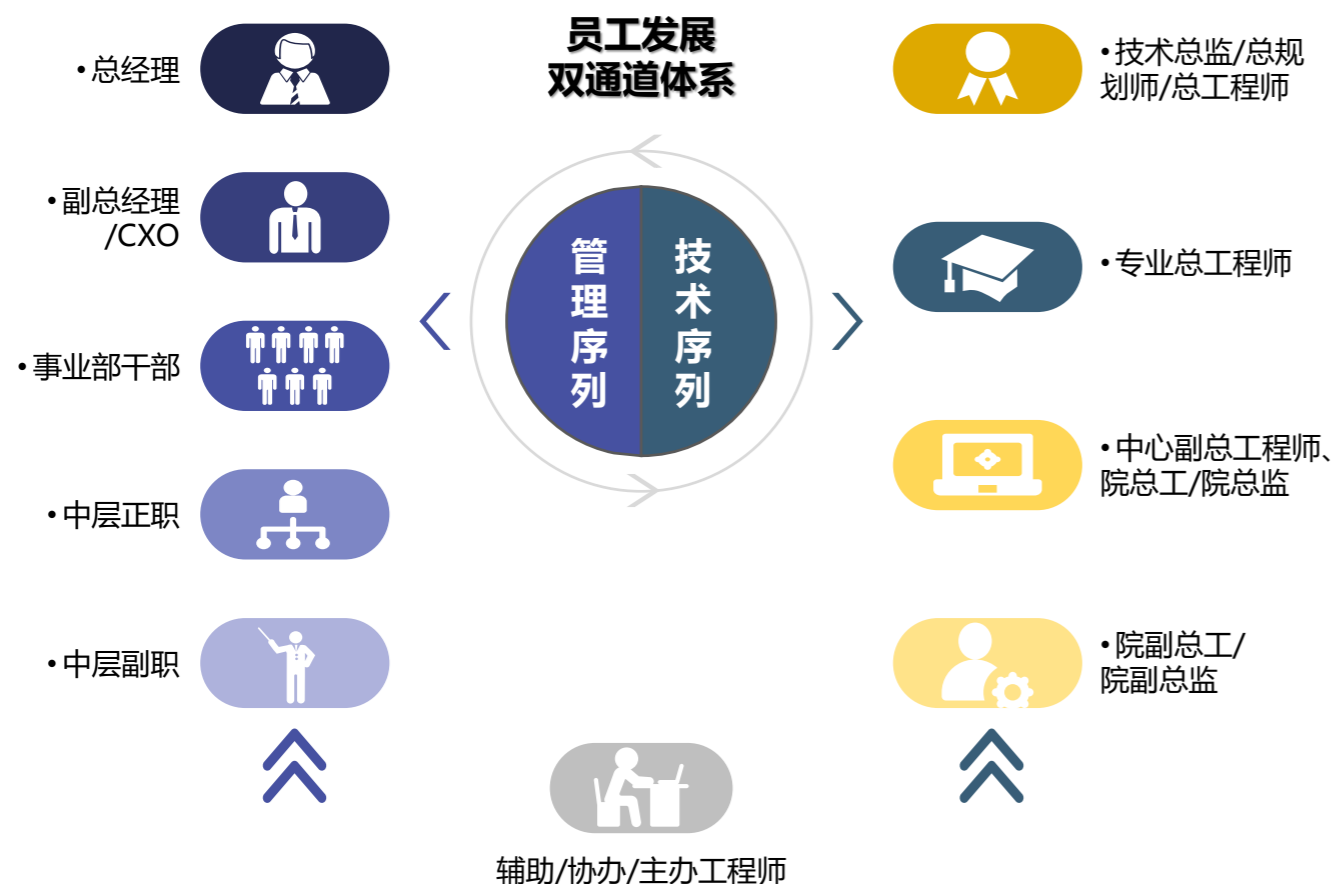 员工发展
双通道体系
•总经理
•副总经理
/CXO
•事业部干部
•中层正职
•中层副职
管理序列
技术序列
•技术总监/总规
划师/总工程师
•专业总工程师
•中心副总工程师、
院总工/院总监
•院副总工/
院副总监
辅助/协办/主办工程师